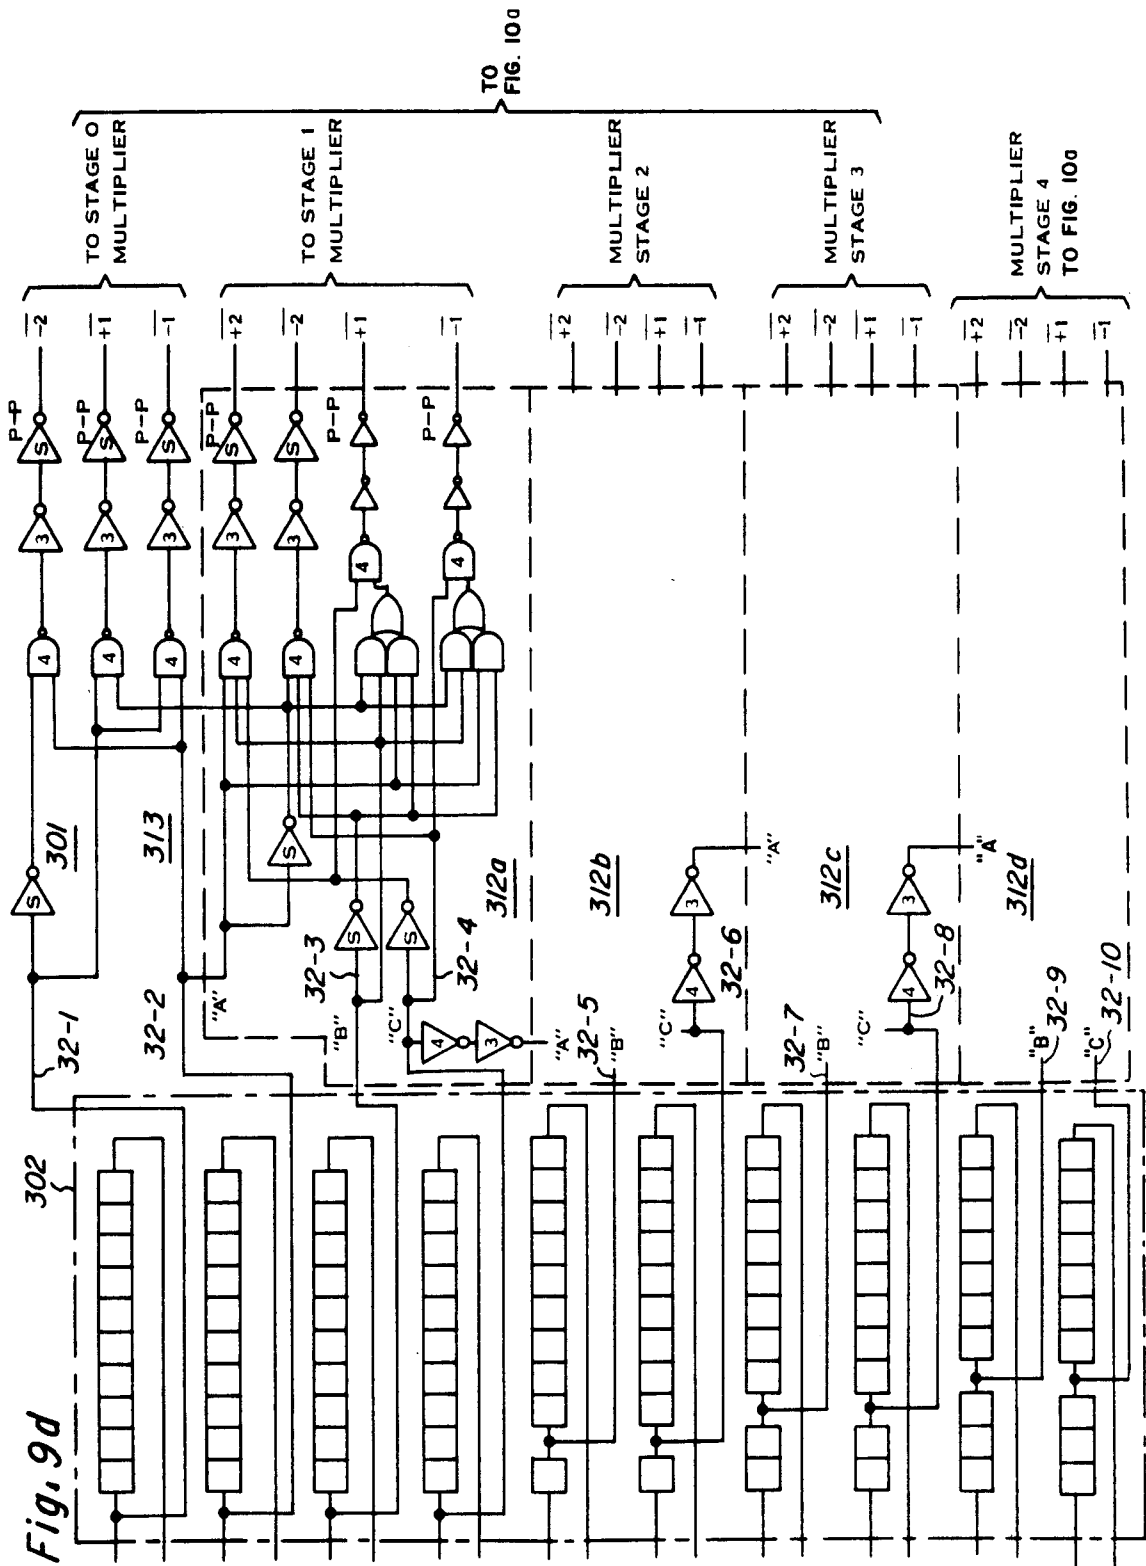 Fig. 9d
302
32-1
32-2
"A"
301
313
4
4
4
S
3
3
3
S
S
S
P-P
P-P
P-P
-2
+1
-1
TO STAGE 0
MULTIPLIER
"B"
32-3
"C"
32-4
S
S
S
4
3
"A"
312a
4
4
4
4
3
3
S
S
P-P
P-P
P-P
+2
-2
+1
-1
TO STAGE 1
MULTIPLIER
TO
FIG. 10a
32-5
"B"
"C"
32-6
4
3
"A"
312b
+2
-2
+1
-1
MULTIPLIER
STAGE 2
32-7
"B"
"C"
32-8
4
3
"A"
312c
+2
-2
+1
-1
MULTIPLIER
STAGE 3
312d
"B"
32-9
"C"
32-10
+2
-2
+1
-1
MULTIPLIER
STAGE 4
TO FIG. 10a